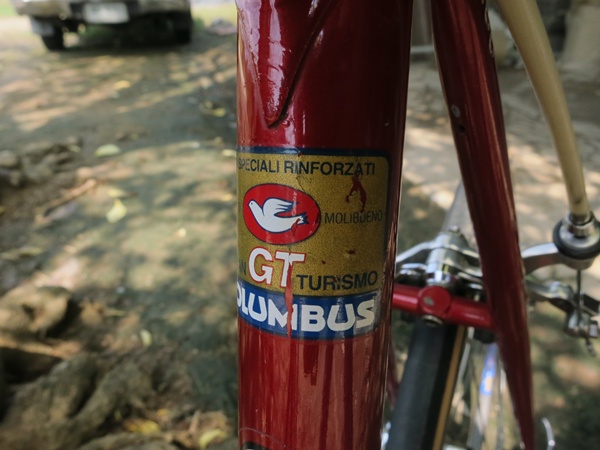 SPECIALI RINFORZATI
MOLIBDENO
GT
TURISMO
OLUMBUS